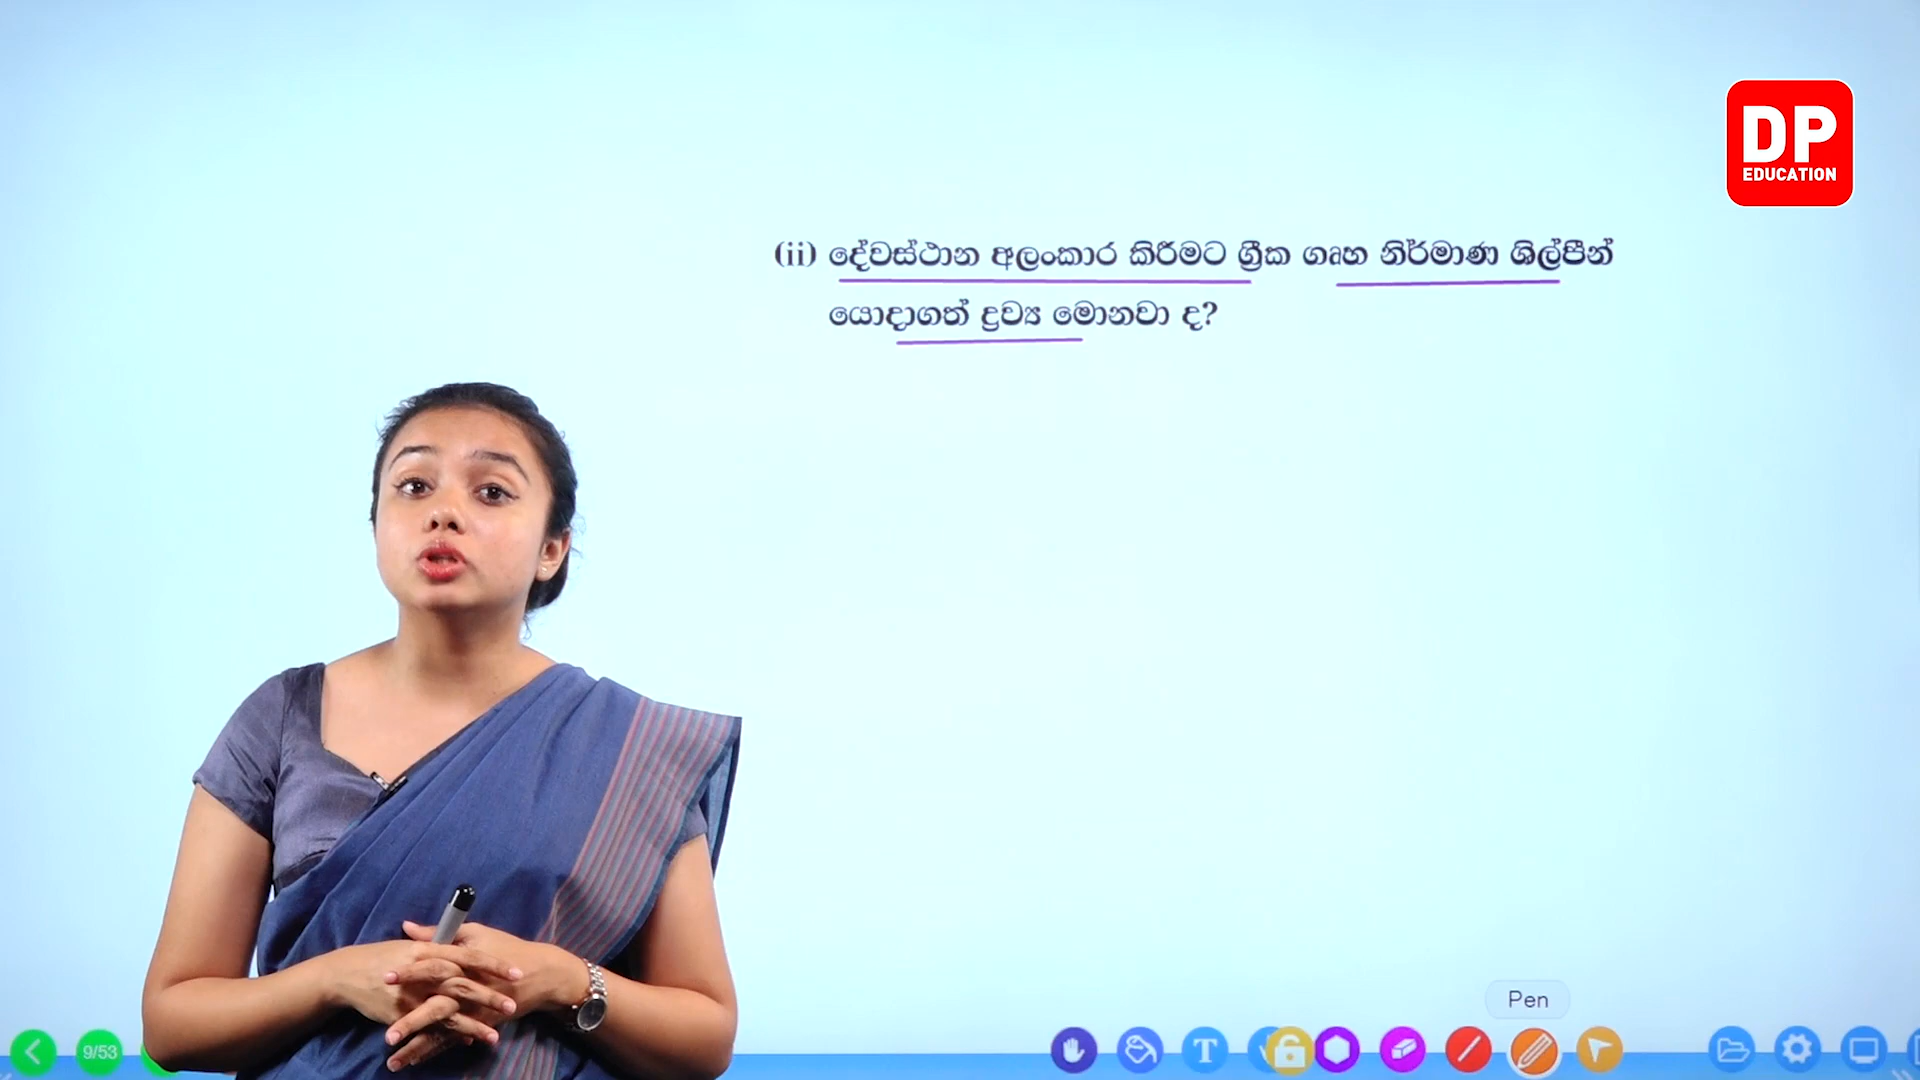 DP
EDUCATION
(ii) දේවස්ථාන අලංකාර කිරීමට ග්‍රීක ගෘහ නිර්මාණ ශිල්පීන්
යොදාගත් ද්‍රව්‍ය මොනවා ද?
Pen
9/53
T